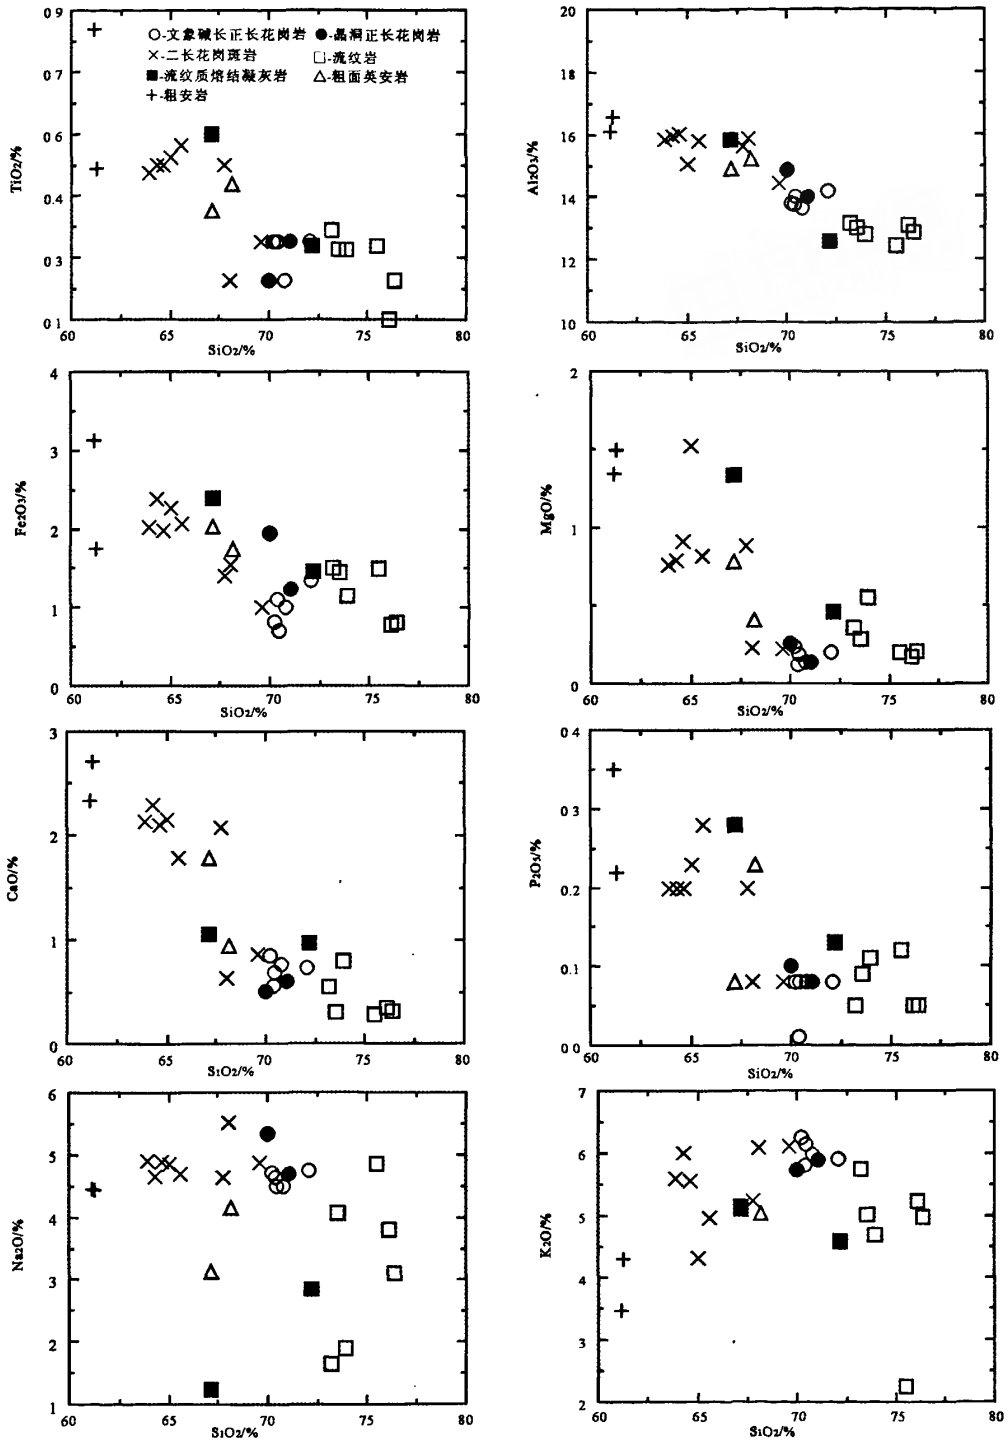 0 9
0 7
0 6
0 4
0 3
0 1
TiO₂/%
○-文象碱长正长花岗岩 ●-晶洞正长花岗岩
×-二长花岗斑岩 □-流纹岩
■-流纹质熔结凝灰岩 △-粗面英安岩
+-粗安岩
60 65 70 75 80
SiO₂/%
20
18
16
14
12
10
Al₂O₃/%
60 65 70 75 80
SiO₂/%
4
3
2
1
0
Fe₂O₃/%
60 65 70 75 80
SiO₂/%
2
1
0
MgO/%
60 65 70 75 80
SiO₂/%
3
2
1
0
CaO/%
60 65 70 75 80
SiO₂/%
0 4
0 3
0.2
0.1
0 0
P₂O₅/%
60 65 70 75 80
SiO₂/%
6
5
4
3
2
1
Na₂O/%
60 65 70 75 80
SiO₂/%
7
6
5
4
3
2
K₂O/%
60 65 70 75 80
SiO₂/%